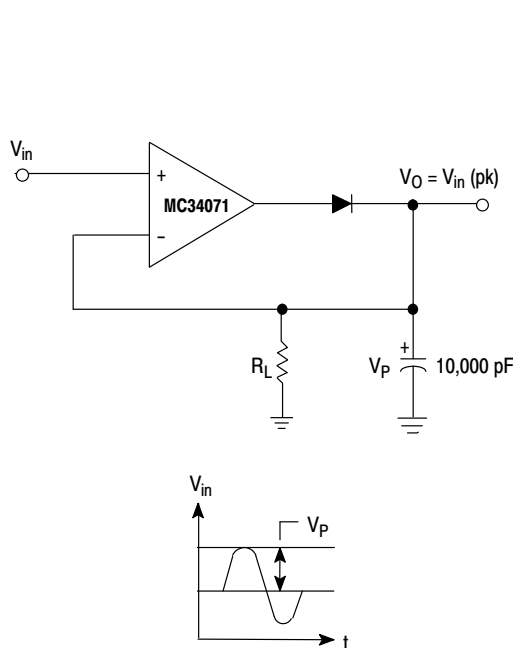 Vin
VO = Vin (pk)
+
MC34071
−
RL
+
VP
10,000 pF
Vin
VP
t